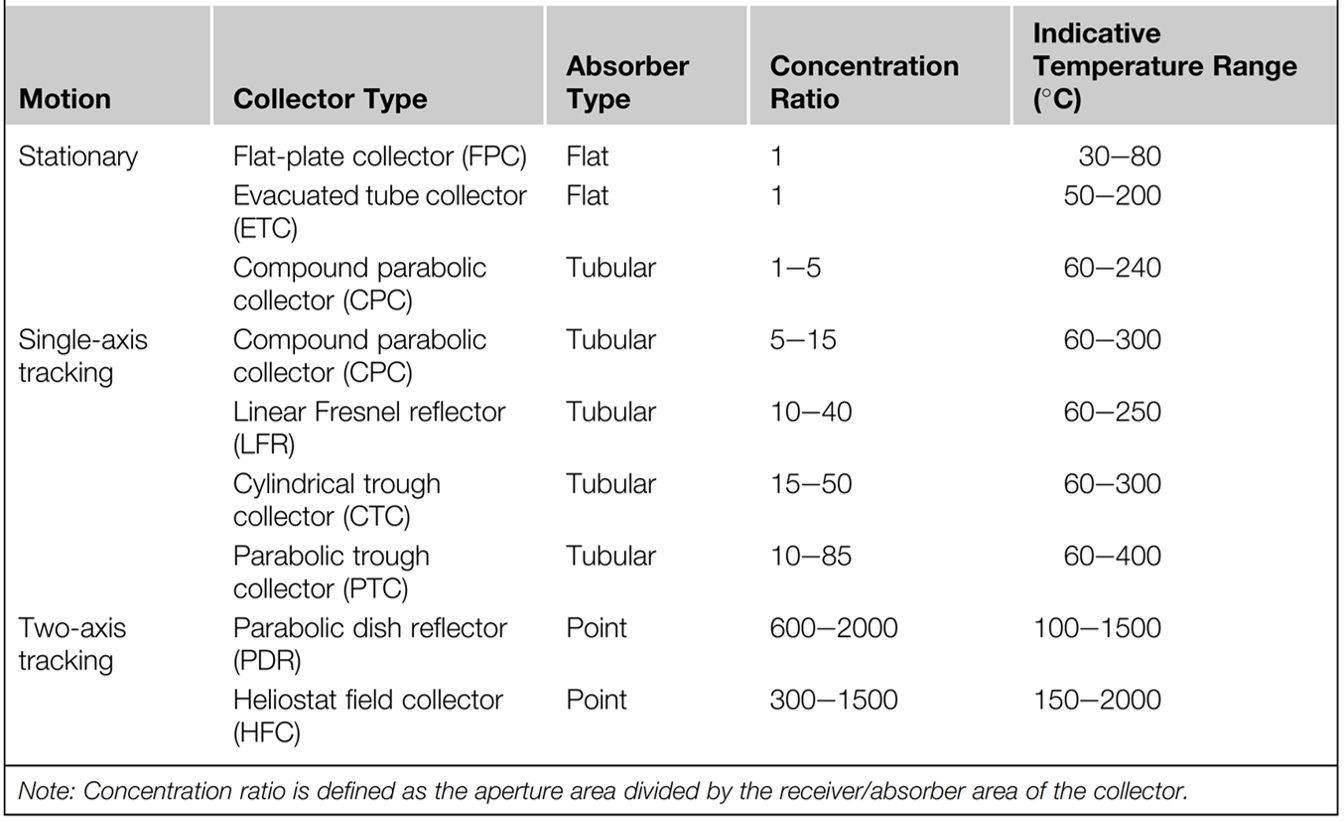 Motion Collector Type Absorber Type Concentration Ratio Indicative Temperature Range (°C)
Stationary Flat-plate collector (FPC) Flat 1 30–80
Evacuated tube collector (ETC) Flat 1 50–200
Compound parabolic collector (CPC) Tubular 1–5 60–240
Single-axis tracking Compound parabolic collector (CPC) Tubular 5–15 60–300
Linear Fresnel reflector (LFR) Tubular 10–40 60–250
Cylindrical trough collector (CTC) Tubular 15–50 60–300
Parabolic trough collector (PTC) Tubular 10–85 60–400
Two-axis tracking Parabolic dish reflector (PDR) Point 600–2000 100–1500
Heliostat field collector (HFC) Point 300–1500 150–2000
Note: Concentration ratio is defined as the aperture area divided by the receiver/absorber area of the collector.